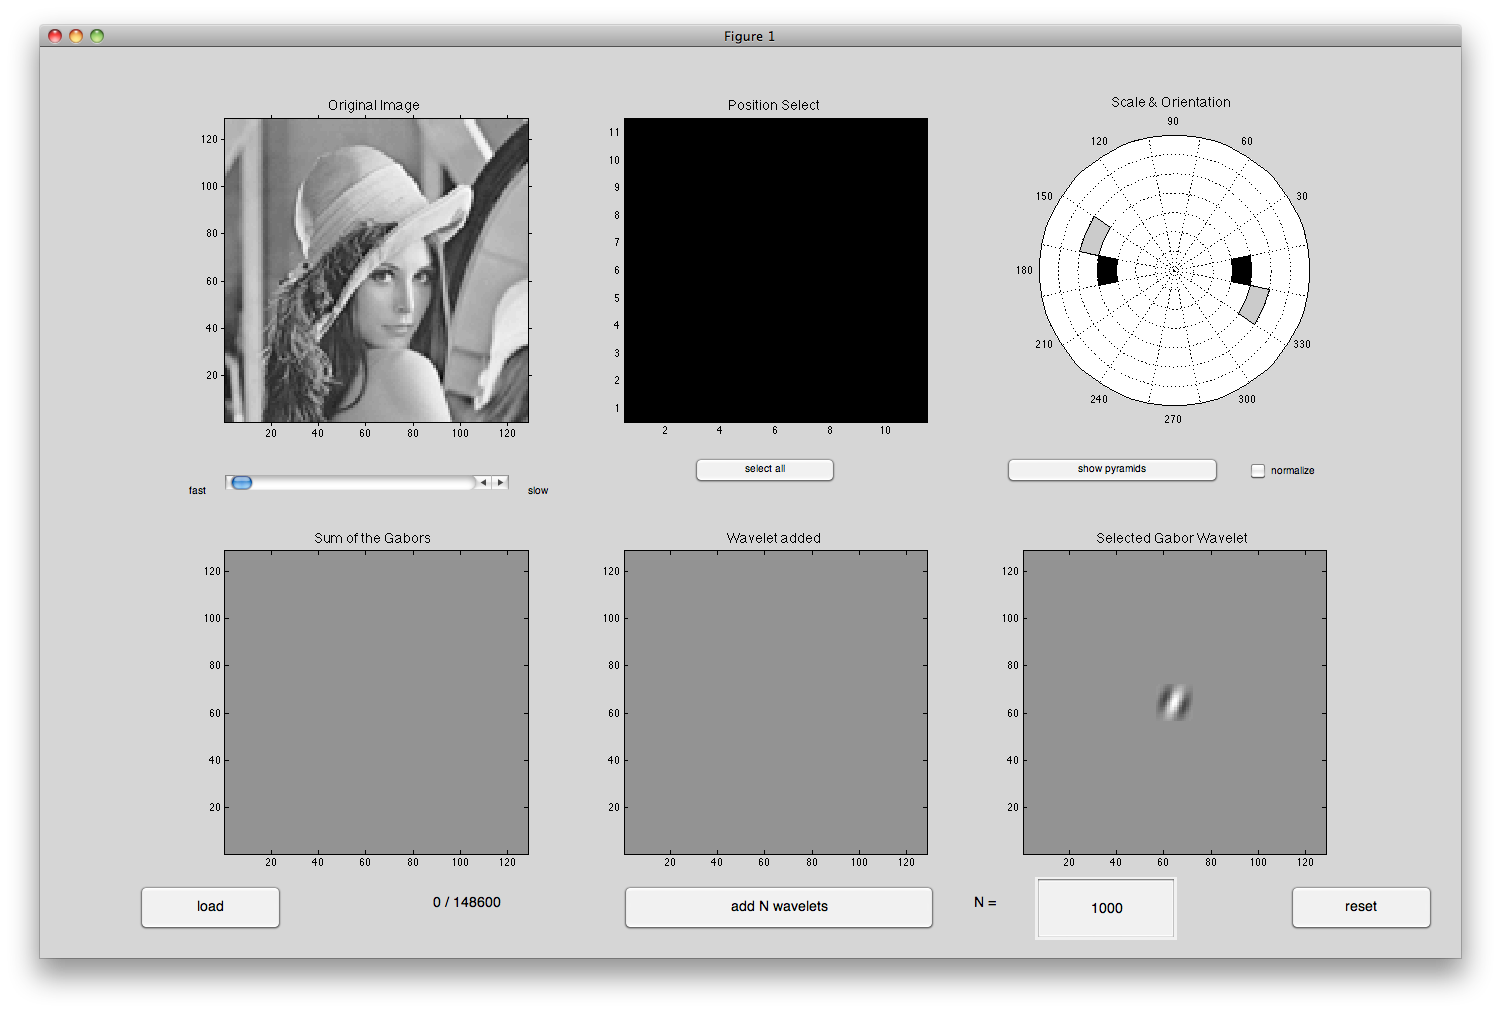 Figure 1
Original Image
120
100
80
60
40
20
20 40 60 80 100 120
Position Select
11
10
9
8
7
6
5
4
3
2
1
2 4 6 8 10
Scale & Orientation
90
120 60
150 30
180
210 330
240 300
270
fast slow
select all
show pyramids
normalize
Sum of the Gabors
120
100
80
60
40
20
20 40 60 80 100 120
Wavelet added
120
100
80
60
40
20
20 40 60 80 100 120
Selected Gabor Wavelet
120
100
80
60
40
20
20 40 60 80 100 120
load
0 / 148600
add N wavelets
N =
1000
reset